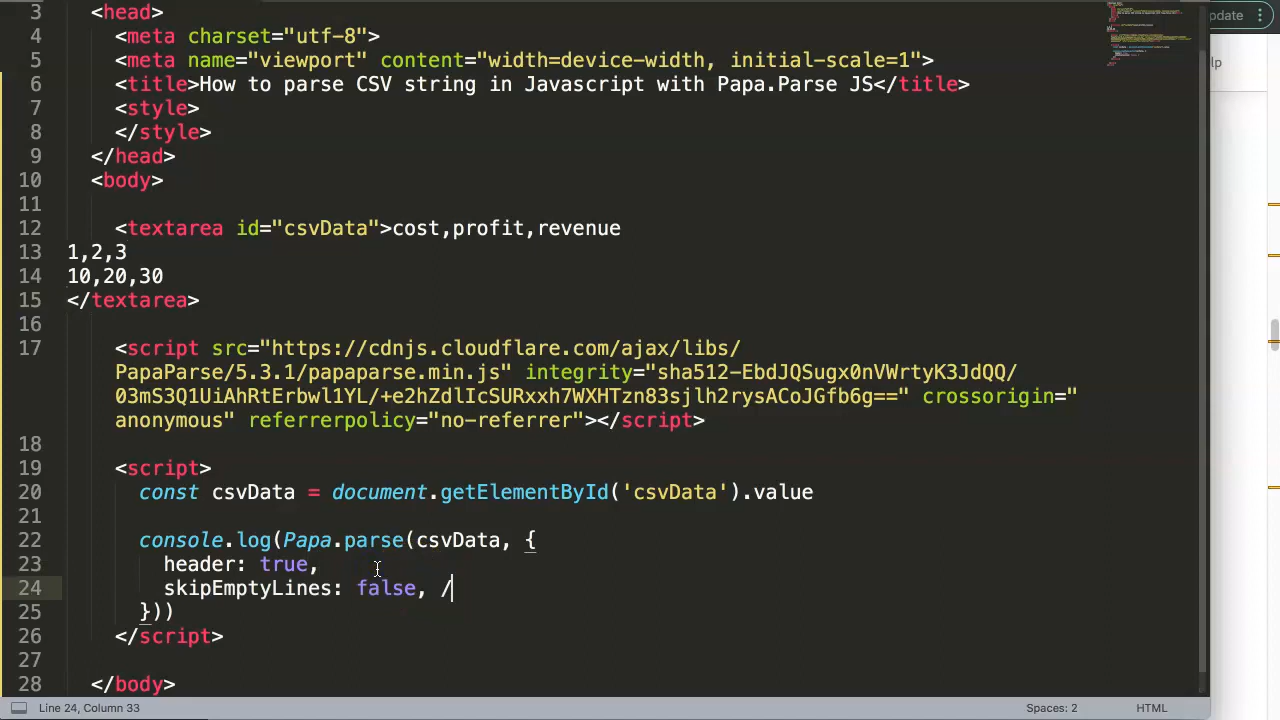 3 <head>
4 <meta charset="utf-8">
5 <meta name="viewport" content="width=device-width, initial-scale=1">
6 <title>How to parse CSV string in Javascript with Papa.Parse JS</title>
7 <style>
8 </style>
9 </head>
10 <body>
11
12 <textarea id="csvData">cost,profit,revenue
13 1,2,3
14 10,20,30
15 </textarea>
16
17 <script src="https://cdnjs.cloudflare.com/ajax/libs/
PapaParse/5.3.1/papaparse.min.js" integrity="sha512-EbdJQSugx0nVWrtyK3JdQQ/
03mS3Q1UiAhRtErbwl1YL/+e2hZdlIcSURxxh7WXHTzn83sjlh2rysACoJGfb6g==" crossorigin="
anonymous" referrerpolicy="no-referrer"></script>
18
19 <script>
20 const csvData = document.getElementById('csvData').value
21
22 console.log(Papa.parse(csvData, {
23 header: true,
24 skipEmptyLines: false, /
25 }))
26 </script>
27
28 </body>
Line 24, Column 33
Spaces: 2
HTML
pdate
lp